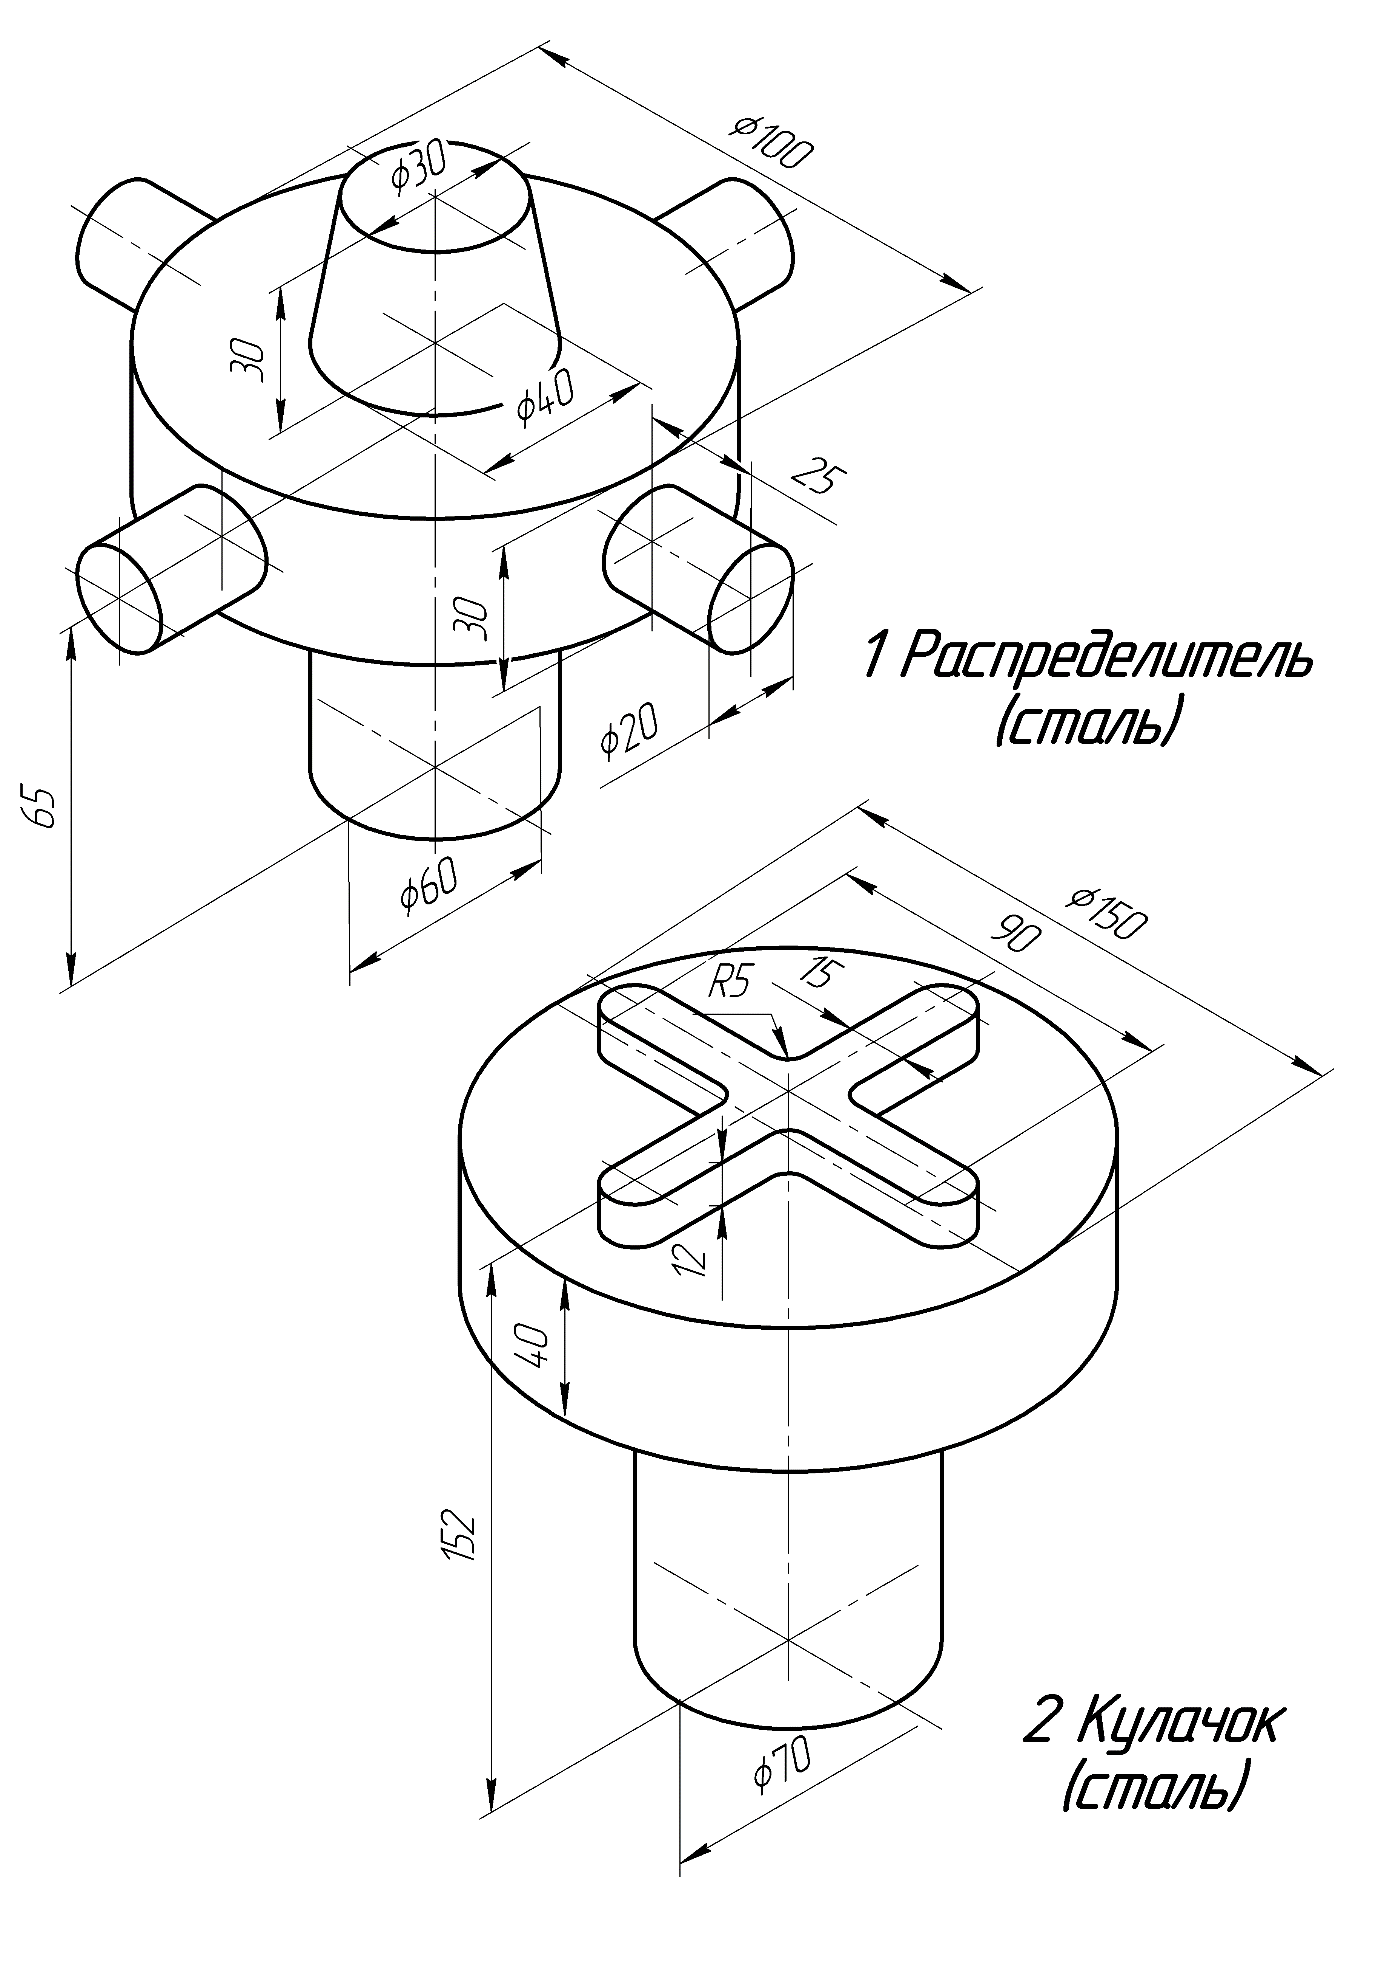 ϕ100
ϕ30
30
ϕ40
25
30
1 Распределитель
(сталь)
ϕ20
65
ϕ60
ϕ150
90
R5
15
12
40
152
2 Кулачок
(сталь)
ϕ70